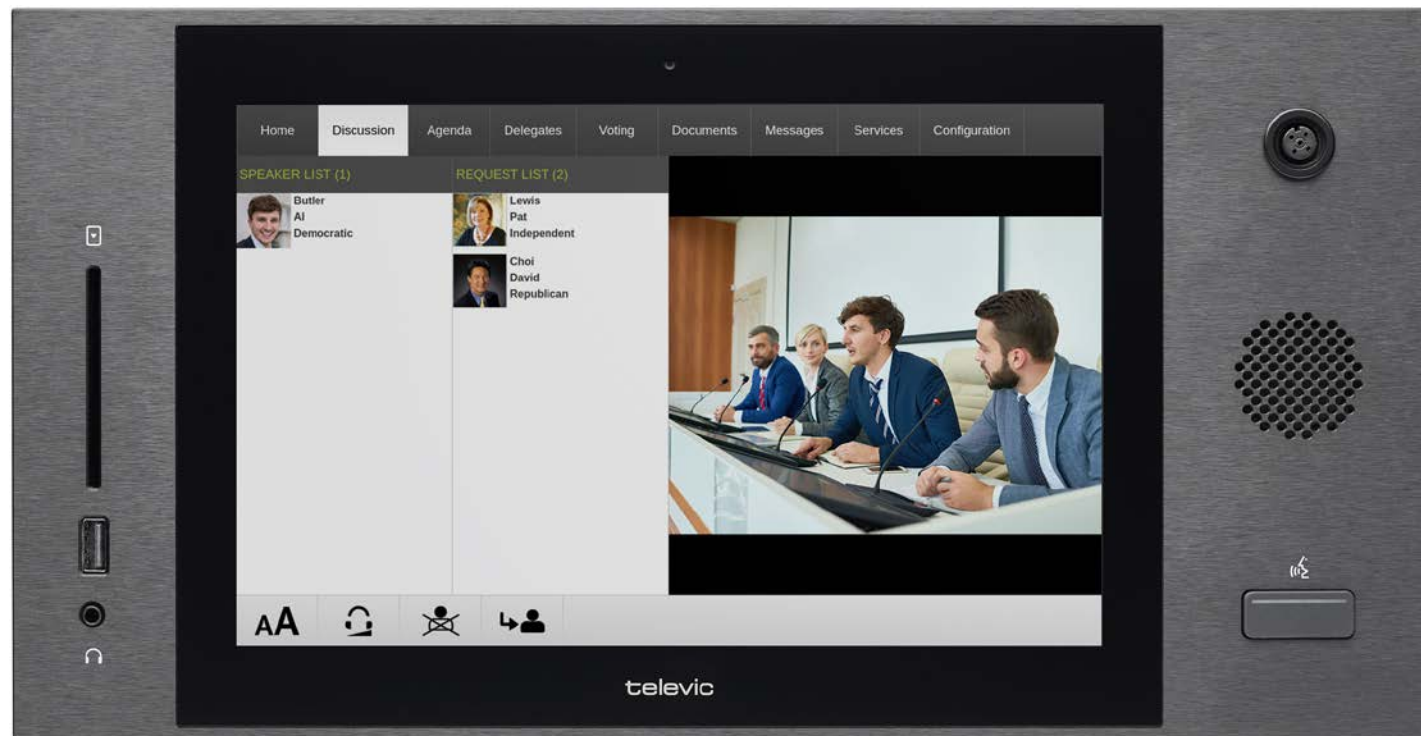 Home Discussion Agenda Delegates Voting Documents Messages Services Configuration
SPEAKER LIST (1)
Butler
Al
Democratic
REQUEST LIST (2)
Lewis
Pat
Independent
Choi
David
Republican
AA
televic